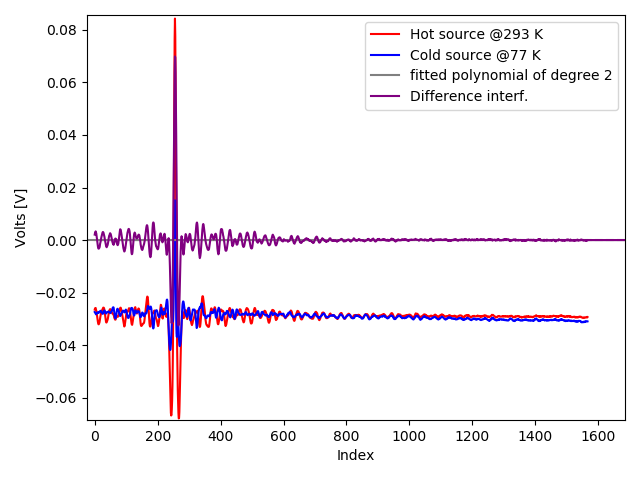 Hot source @293 K
Cold source @77 K
fitted polynomial of degree 2
Difference interf.
Volts [V]
0.08
0.06
0.04
0.02
0.00
−0.02
−0.04
−0.06
0 200 400 600 800 1000 1200 1400 1600
Index